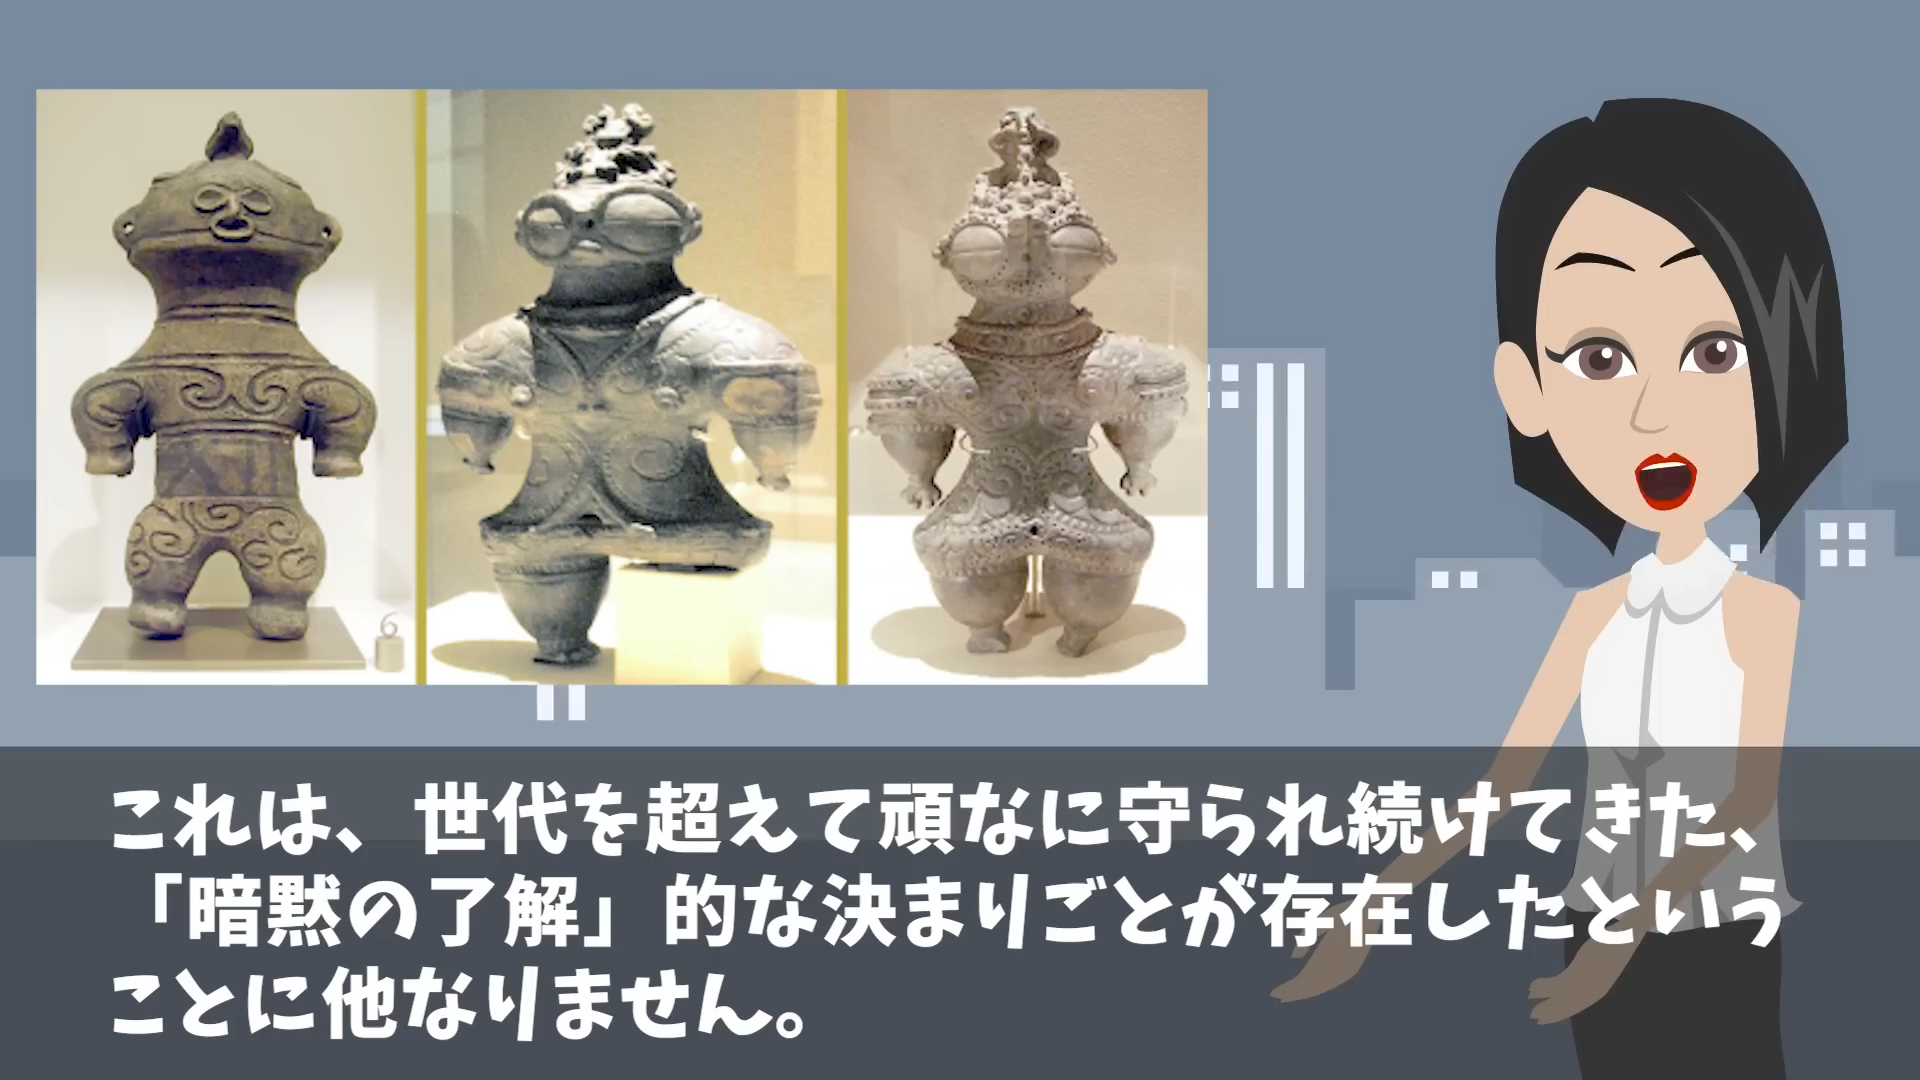 6
これは、世代を超えて頑なに守られ続けてきた、
「暗黙の了解」的な決まりごとが存在したという
ことに他なりません。